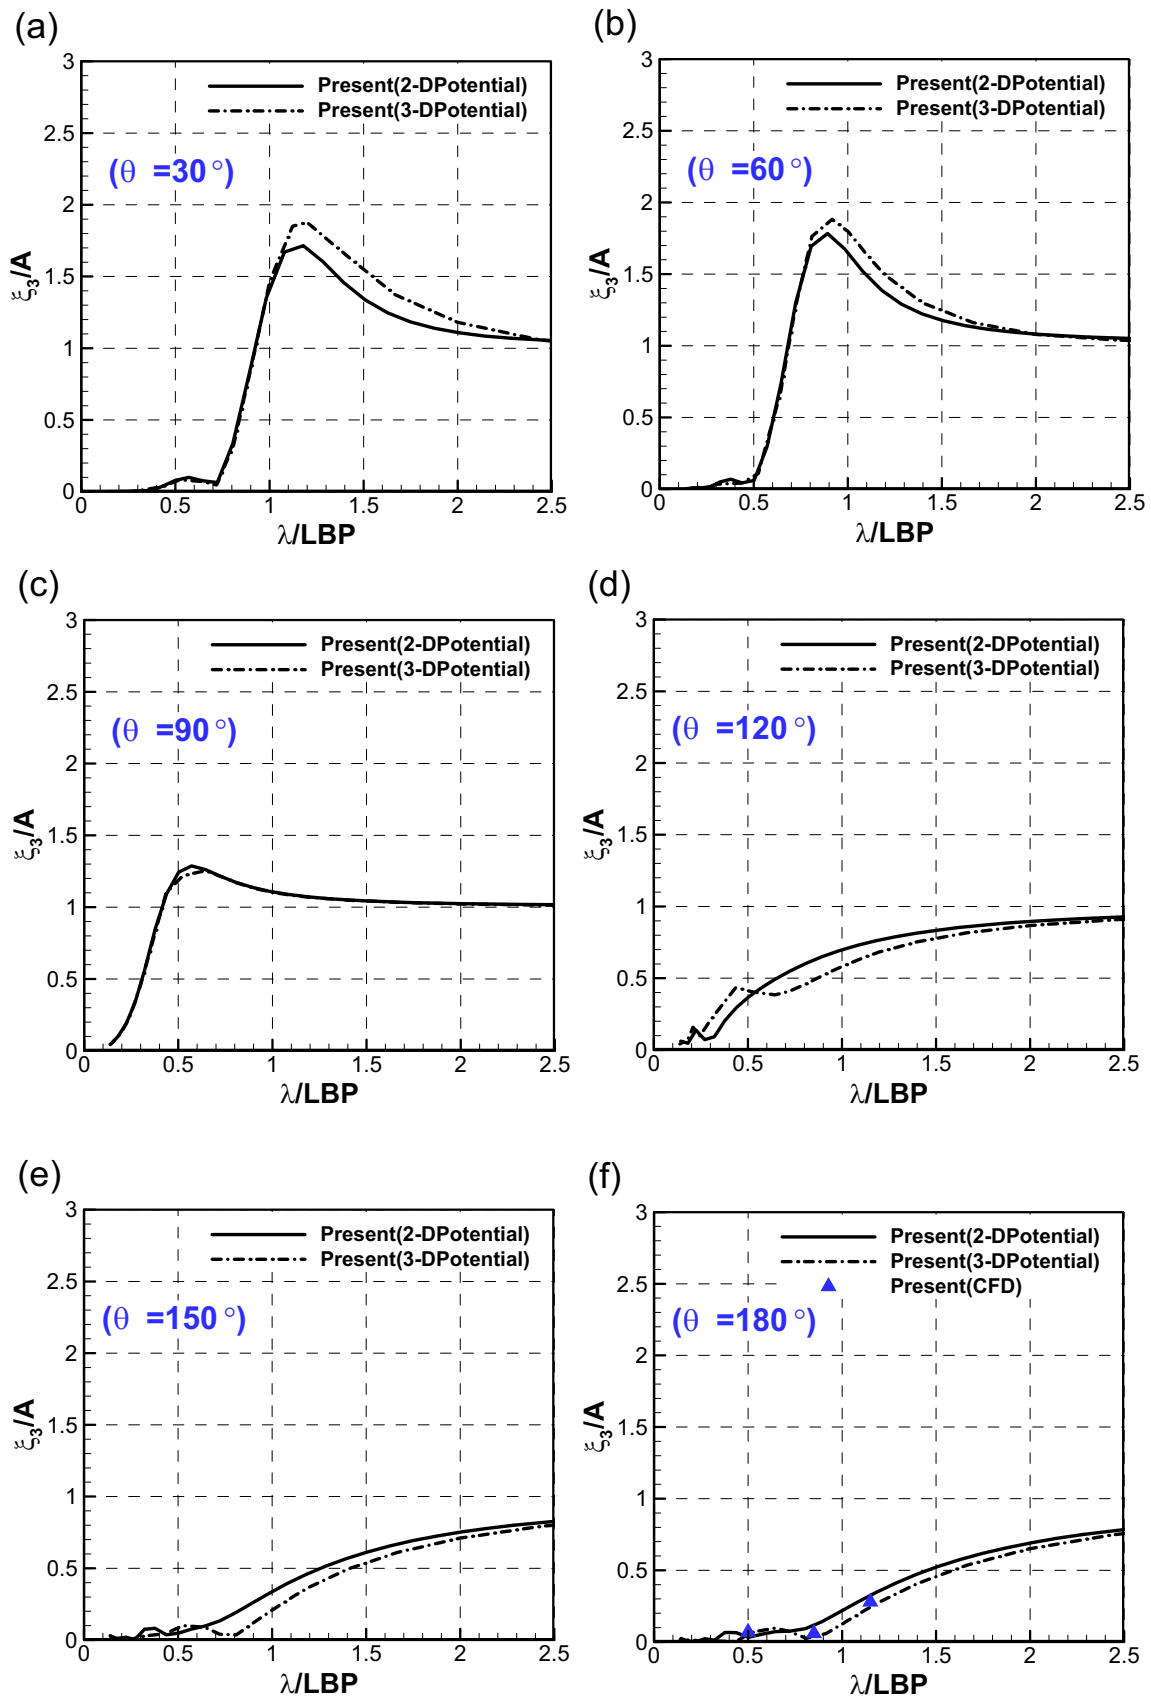 (a)
3
2.5
2
1.5
1
0.5
0
ξ₃/A
Present(2-DPotential)
Present(3-DPotential)
(θ =30°)
0 0.5 1 1.5 2 2.5
λ/LBP
(b)
3
2.5
2
1.5
1
0.5
0
ξ₃/A
Present(2-DPotential)
Present(3-DPotential)
(θ =60°)
0 0.5 1 1.5 2 2.5
λ/LBP
(c)
3
2.5
2
1.5
1
0.5
0
ξ₃/A
Present(2-DPotential)
Present(3-DPotential)
(θ =90°)
0 0.5 1 1.5 2 2.5
λ/LBP
(d)
3
2.5
2
1.5
1
0.5
0
ξ₃/A
Present(2-DPotential)
Present(3-DPotential)
(θ =120°)
0 0.5 1 1.5 2 2.5
λ/LBP
(e)
3
2.5
2
1.5
1
0.5
0
ξ₃/A
Present(2-DPotential)
Present(3-DPotential)
(θ =150°)
0 0.5 1 1.5 2 2.5
λ/LBP
(f)
3
2.5
2
1.5
1
0.5
0
ξ₃/A
Present(2-DPotential)
Present(3-DPotential)
Present(CFD)
(θ =180°)
0 0.5 1 1.5 2 2.5
λ/LBP